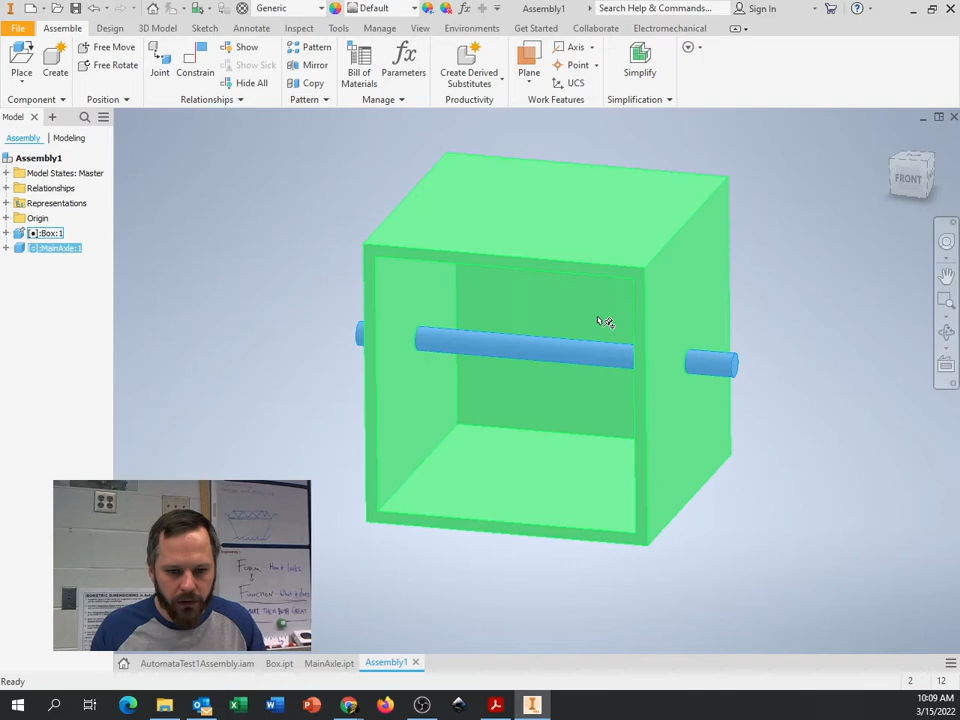 Generic
Default
Assembly1
Search Help & Commands...
Sign In
File
Assemble
Design
3D Model
Sketch
Annotate
Inspect
Tools
Manage
View
Environments
Get Started
Collaborate
Electromechanical
Place
Create
Free Move
Free Rotate
Joint
Constrain
Show
Show Sick
Hide All
Pattern
Mirror
Copy
Bill of
Materials
Parameters
Create Derived
Substitutes
Plane
Axis
Point
UCS
Simplify
Component
Position
Relationships
Pattern
Manage
Productivity
Work Features
Simplification
Model
Assembly
Modeling
Assembly1
Model States: Master
Relationships
Representations
Origin
Box:1
MainAxle:1
FRONT
Form
Function
AutomataTest1Assembly.iam
Box.ipt
MainAxle.ipt
Assembly1
Ready
2
12
10:09 AM
3/15/2022